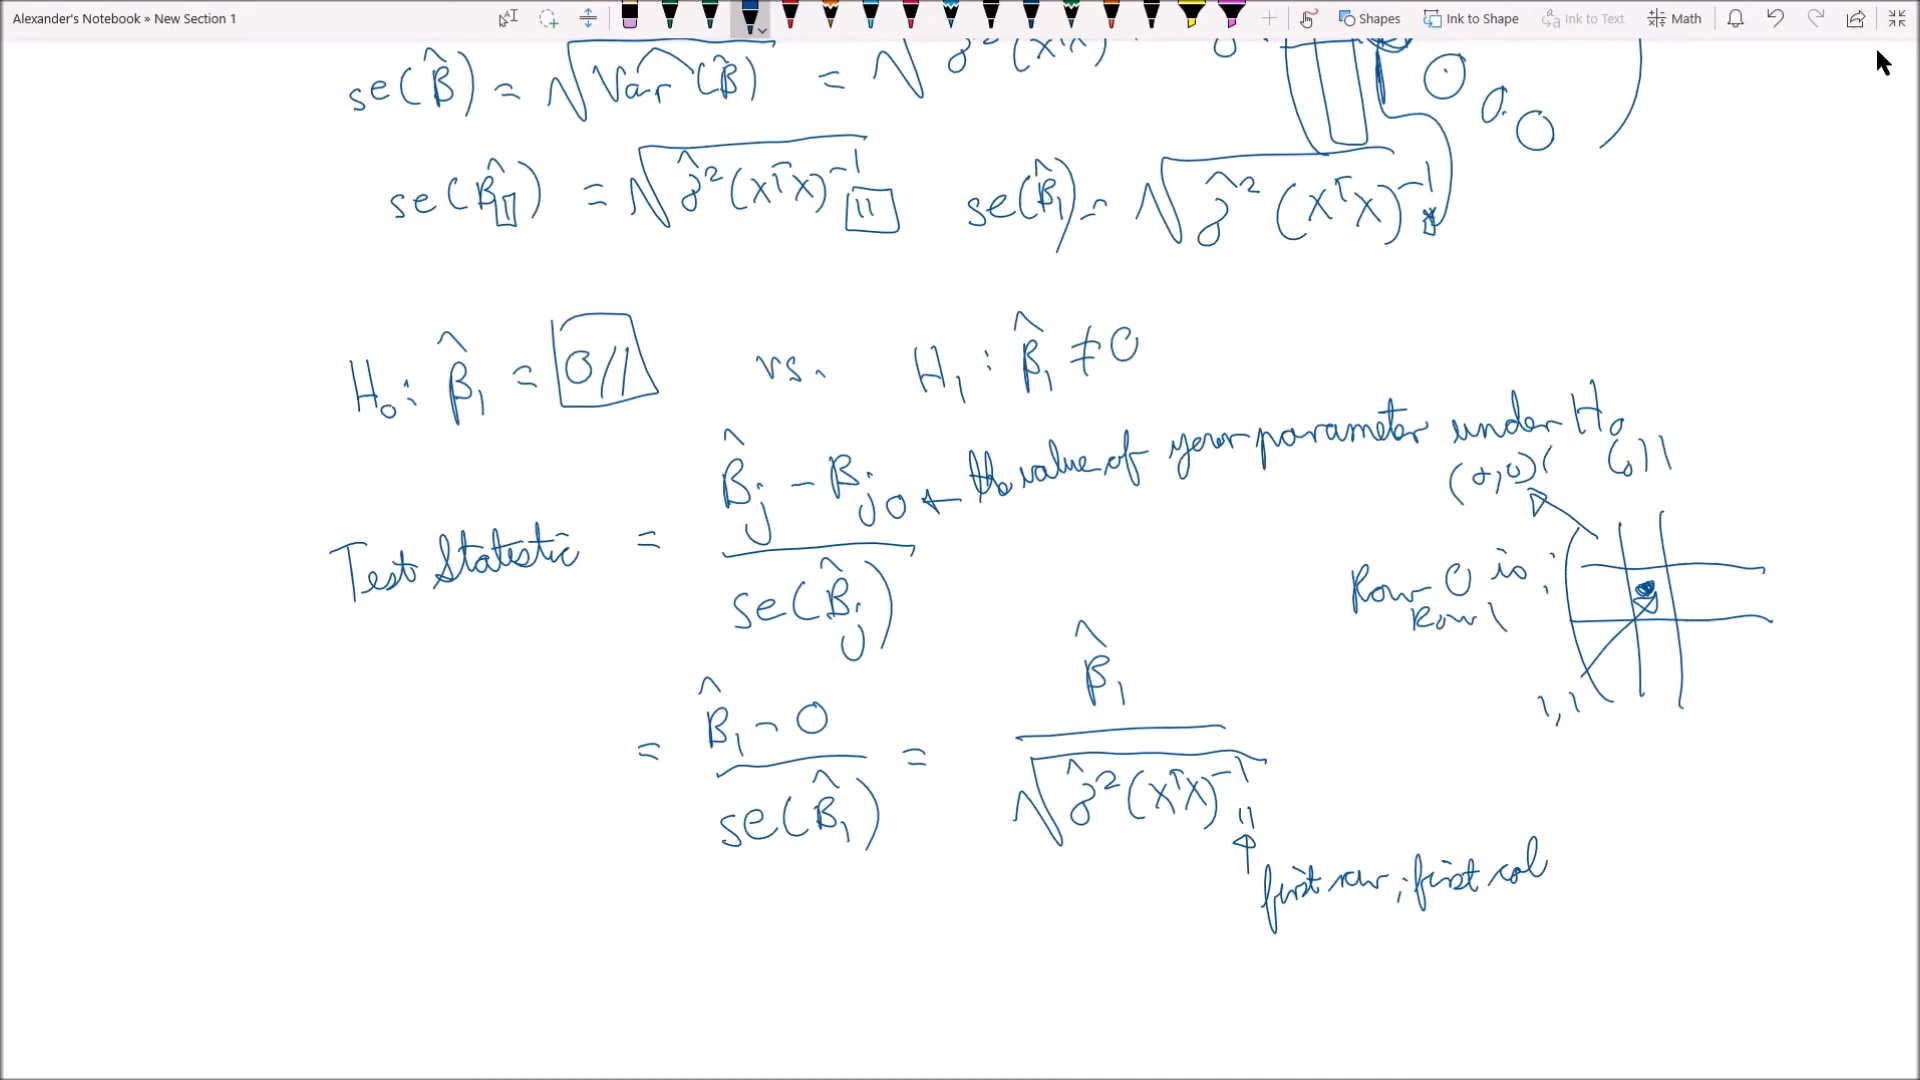 Alexander's Notebook » New Section 1
Shapes Ink to Shape Ink to Text Math
se(β̂) = √Var̂(β̂) = √σ̂²(XᵀX)
se(β̂₁₁) = √σ̂²(XᵀX)⁻¹₁₁ se(β̂₁) = √σ̂²(XᵀX)⁻¹
H₀: β̂₁ = 0// vs. H₁: β̂₁ ≠ 0
Test Statistic = (β̂ⱼ - βⱼ₀) / se(β̂ⱼ) ← the value of your parameter under H₀
(0,0)
Row 0 is
Row 1
1,1
= (β̂₁ - 0) / se(β̂₁) = β̂₁ / √σ̂²(XᵀX)⁻¹₁₁
first row, first col